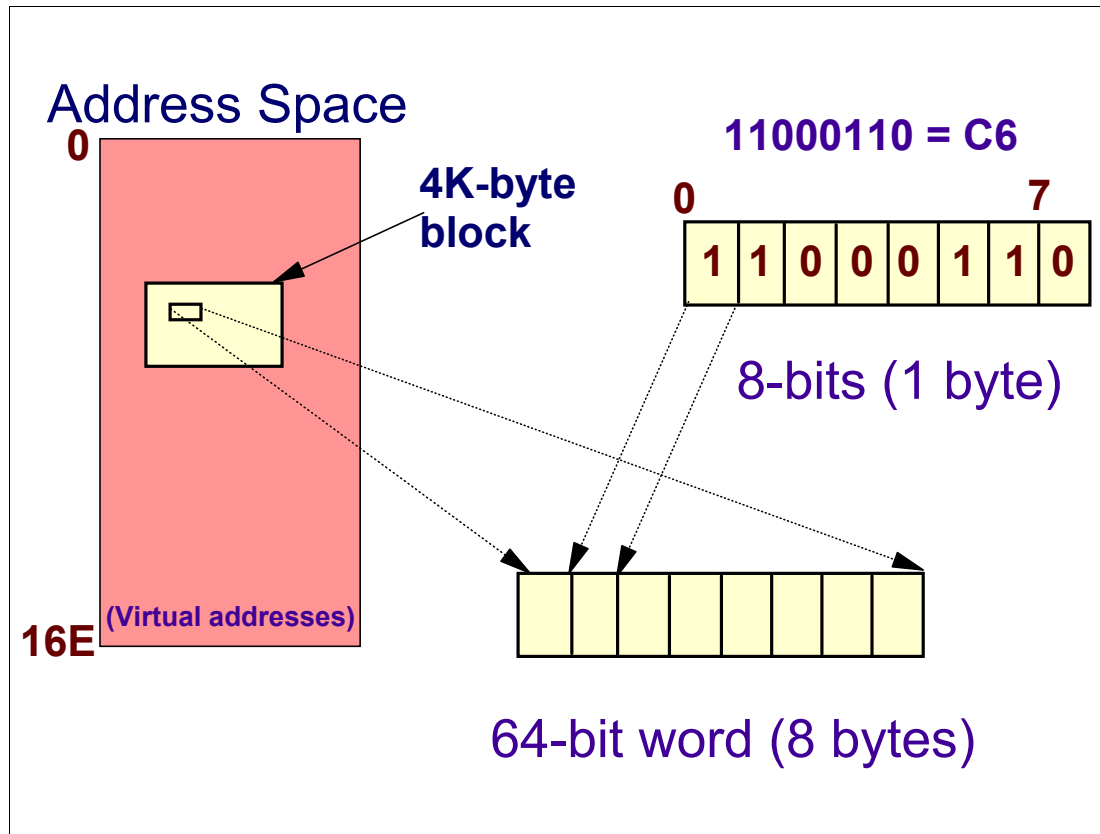 Address Space
0
4K-byte
block
(Virtual addresses)
16E
11000110 = C6
0 7
1 1 0 0 0 1 1 0
8-bits (1 byte)
64-bit word (8 bytes)